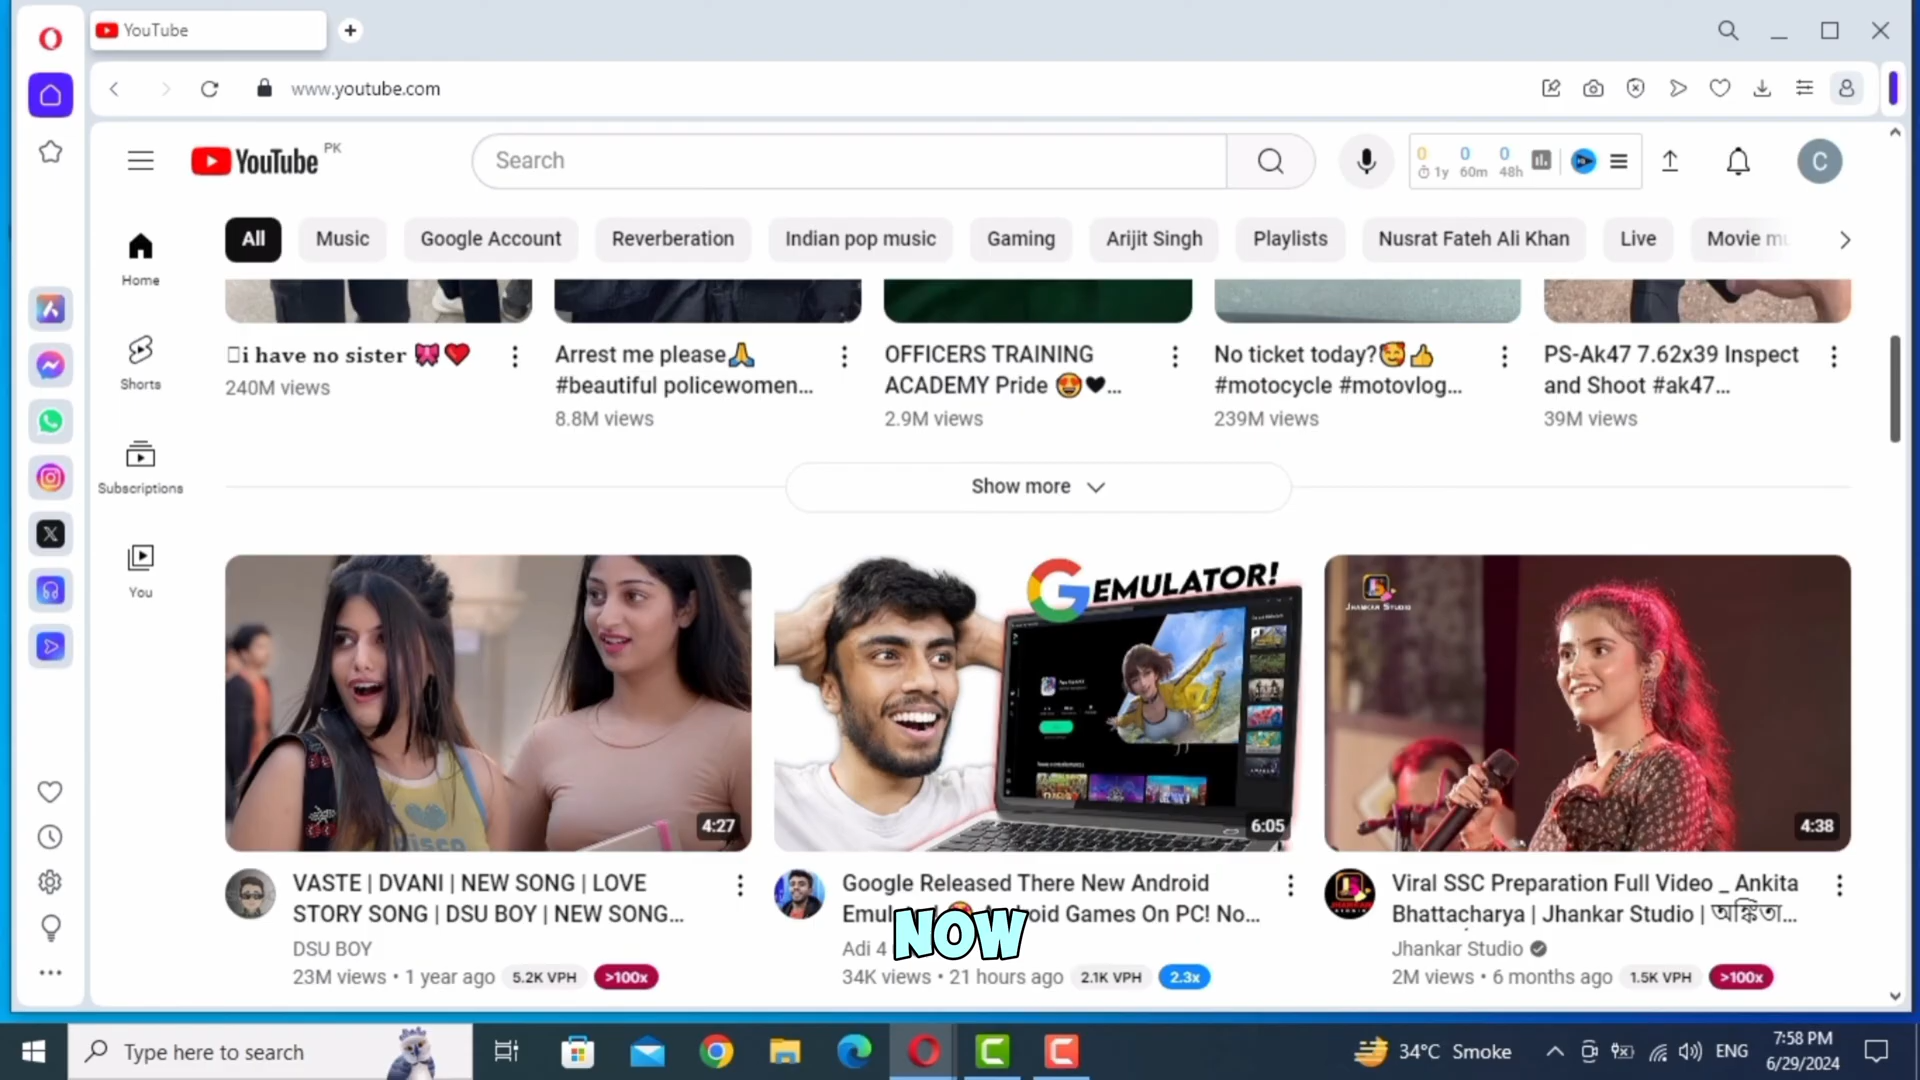 YouTube
www.youtube.com
YouTube PK
Search
0 0 0
1y 60m 48h
C
All
Music
Google Account
Reverberation
Indian pop music
Gaming
Arijit Singh
Playlists
Nusrat Fateh Ali Khan
Live
Movie mu
Home
Shorts
Subscriptions
You
i have no sister 🎀❤️
240M views
Arrest me please🙏
#beautiful policewomen...
8.8M views
OFFICERS TRAINING
ACADEMY Pride 😍🖤...
2.9M views
No ticket today?🥰👍
#motocycle #motovlog...
239M views
PS-Ak47 7.62x39 Inspect
and Shoot #ak47...
39M views
Show more
Disco
4:27
G EMULATOR!
6:05
JHANKAR STUDIO
4:38
VASTE | DVANI | NEW SONG | LOVE
STORY SONG | DSU BOY | NEW SONG...
DSU BOY
23M views • 1 year ago 5.2K VPH >100x
Google Released There New Android
Android Games On PC! No...
Adi 4
34K views • 21 hours ago 2.1K VPH 2.3x
NOW
Viral SSC Preparation Full Video _ Ankita
Bhattacharya | Jhankar Studio | অঙ্কিতা...
Jhankar Studio
2M views • 6 months ago 1.5K VPH >100x
Type here to search
34°C Smoke
ENG
7:58 PM
6/29/2024